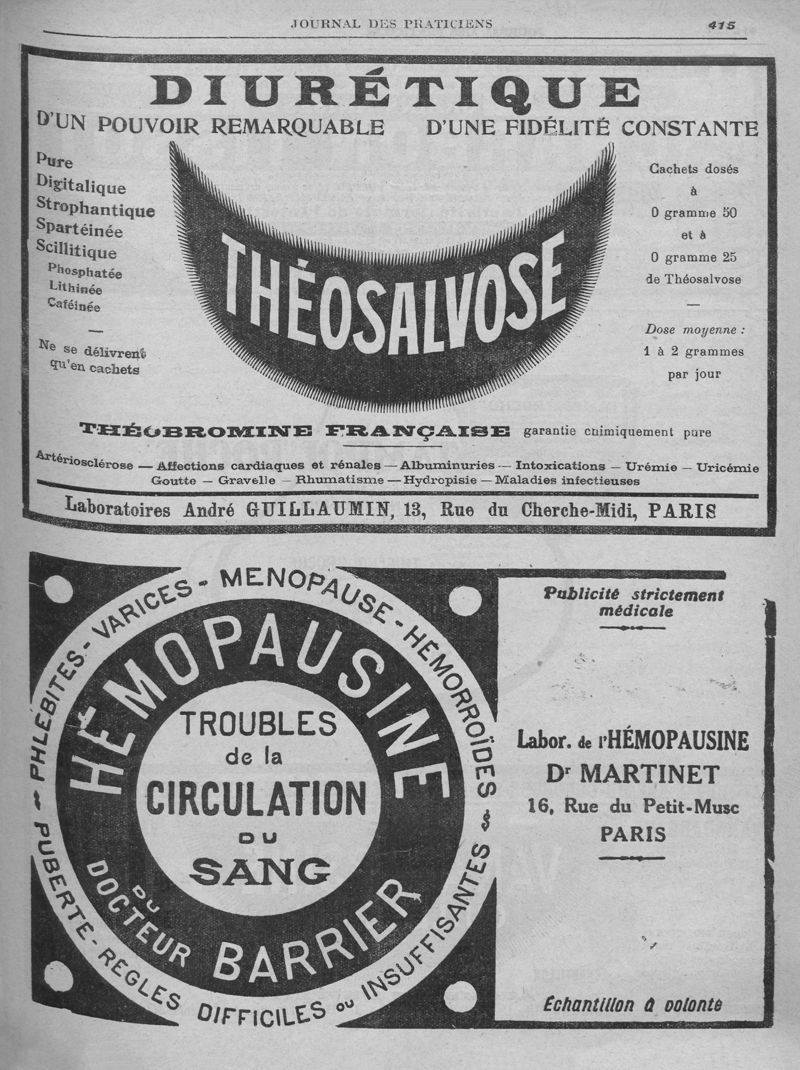 JOURNAL DES PRATICIENS 415
DIURÉTIQUE
D'UN POUVOIR REMARQUABLE D'UNE FIDÉLITÉ CONSTANTE
Pure
Digitalique
Strophantique
Spartéinée
Scillitique
Phosphatée
Lithinée
Caféinée
—
Ne se délivrent
qu'en cachets
THÉOSALVOSE
Cachets dosés
à
0 gramme 50
et à
0 gramme 25
de Théosalvose
—
Dose moyenne :
1 à 2 grammes
par jour
THÉOBROMINE FRANÇAISE garantie chimiquement pure
Artériosclérose — Affections cardiaques et rénales — Albuminuries — Intoxications — Urémie — Uricémie
Goutte — Gravelle — Rhumatisme — Hydropisie — Maladies infectieuses
Laboratoires André GUILLAUMIN, 13, Rue du Cherche-Midi, PARIS
PHLÉBITES - VARICES - MÉNOPAUSE - HÉMORROÏDES
HÉMOPAUSINE
TROUBLES
de la
CIRCULATION
DU
SANG
DU
DOCTEUR BARRIER
PUBERTÉ - RÈGLES DIFFICILES ou INSUFFISANTES
Publicité strictement
médicale
Labor. de l'HÉMOPAUSINE
Dr MARTINET
16, Rue du Petit-Musc
PARIS
Échantillon à volonté